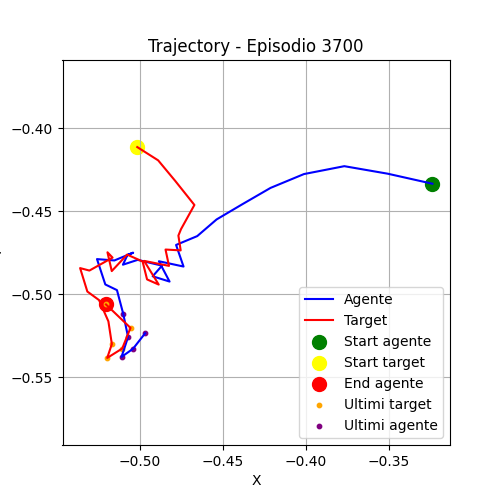 Trajectory - Episodio 3700
−0.40
−0.45
−0.50
−0.55
−0.50
−0.45
−0.40
−0.35
X
Agente
Target
Start agente
Start target
End agente
Ultimi target
Ultimi agente